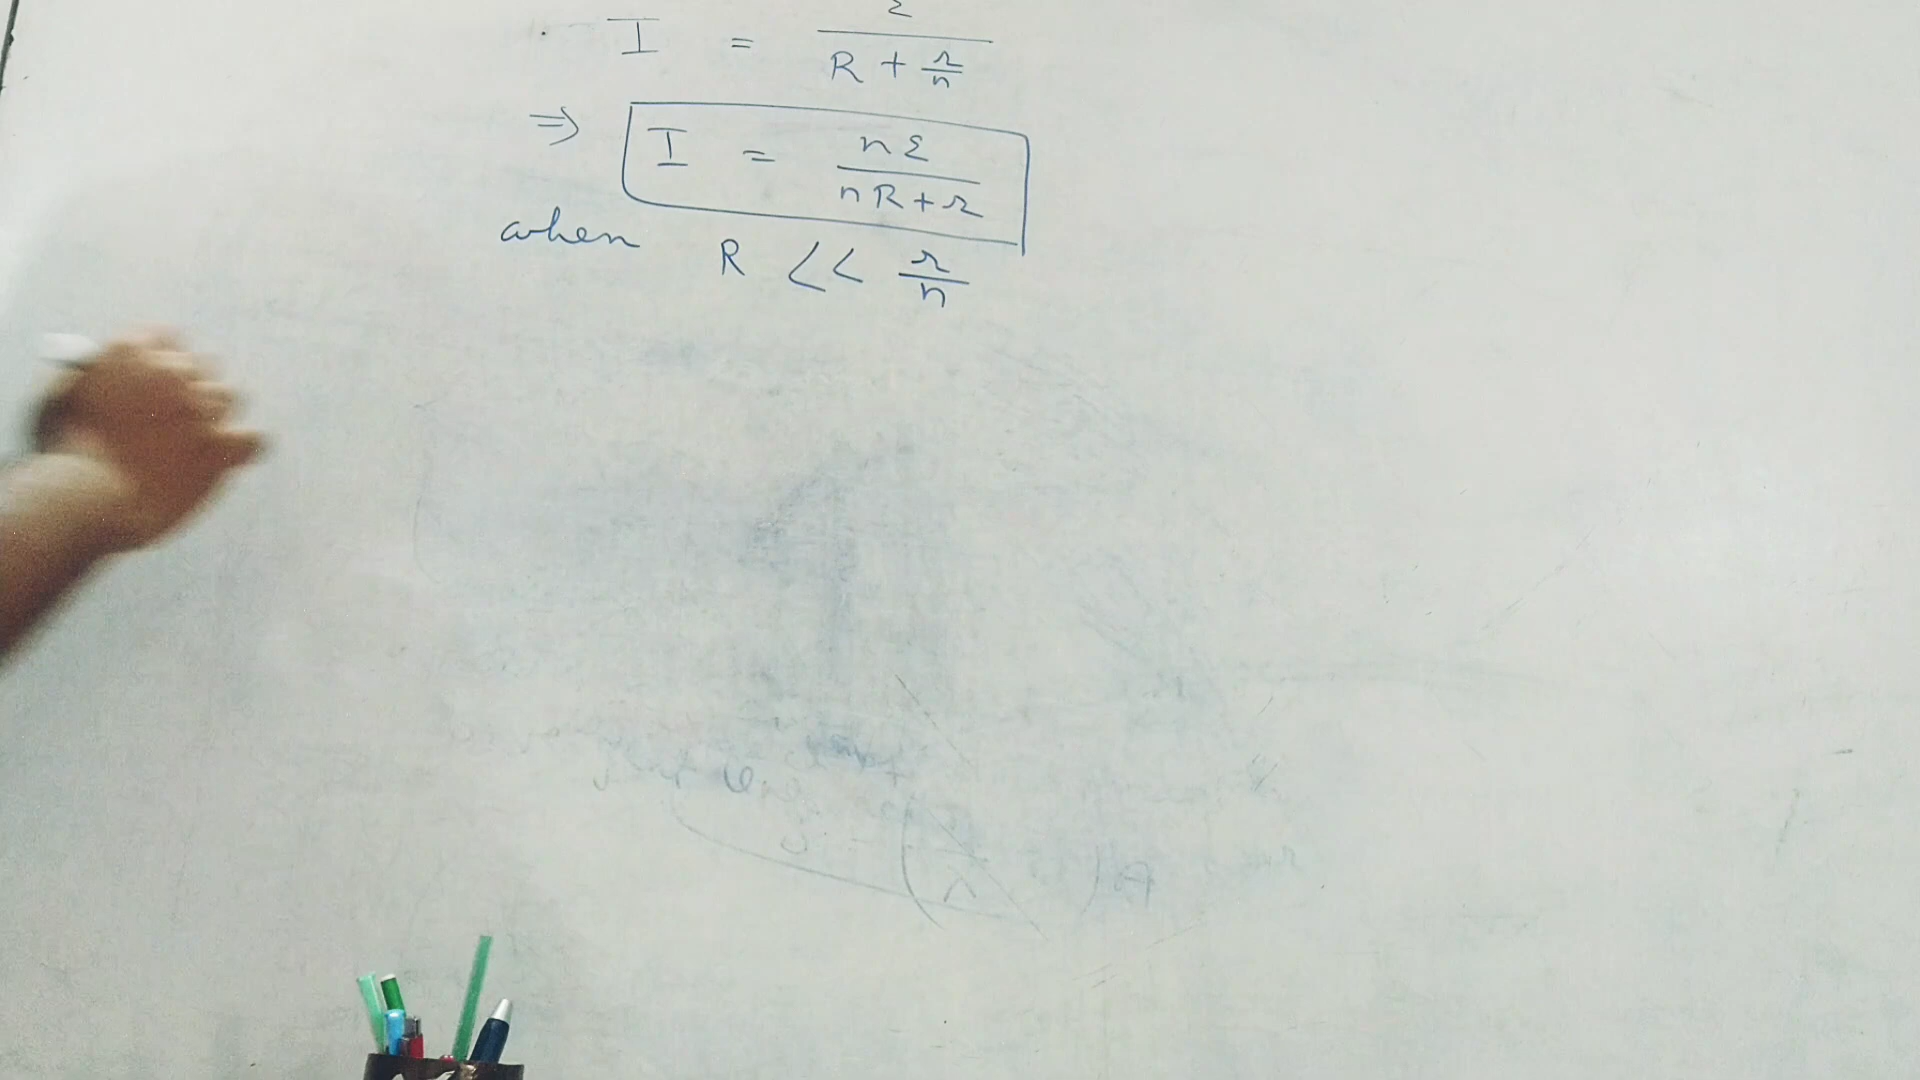 I = ε / (R + r/n)
⇒ I = nε / (nR + r)
when R << r/n